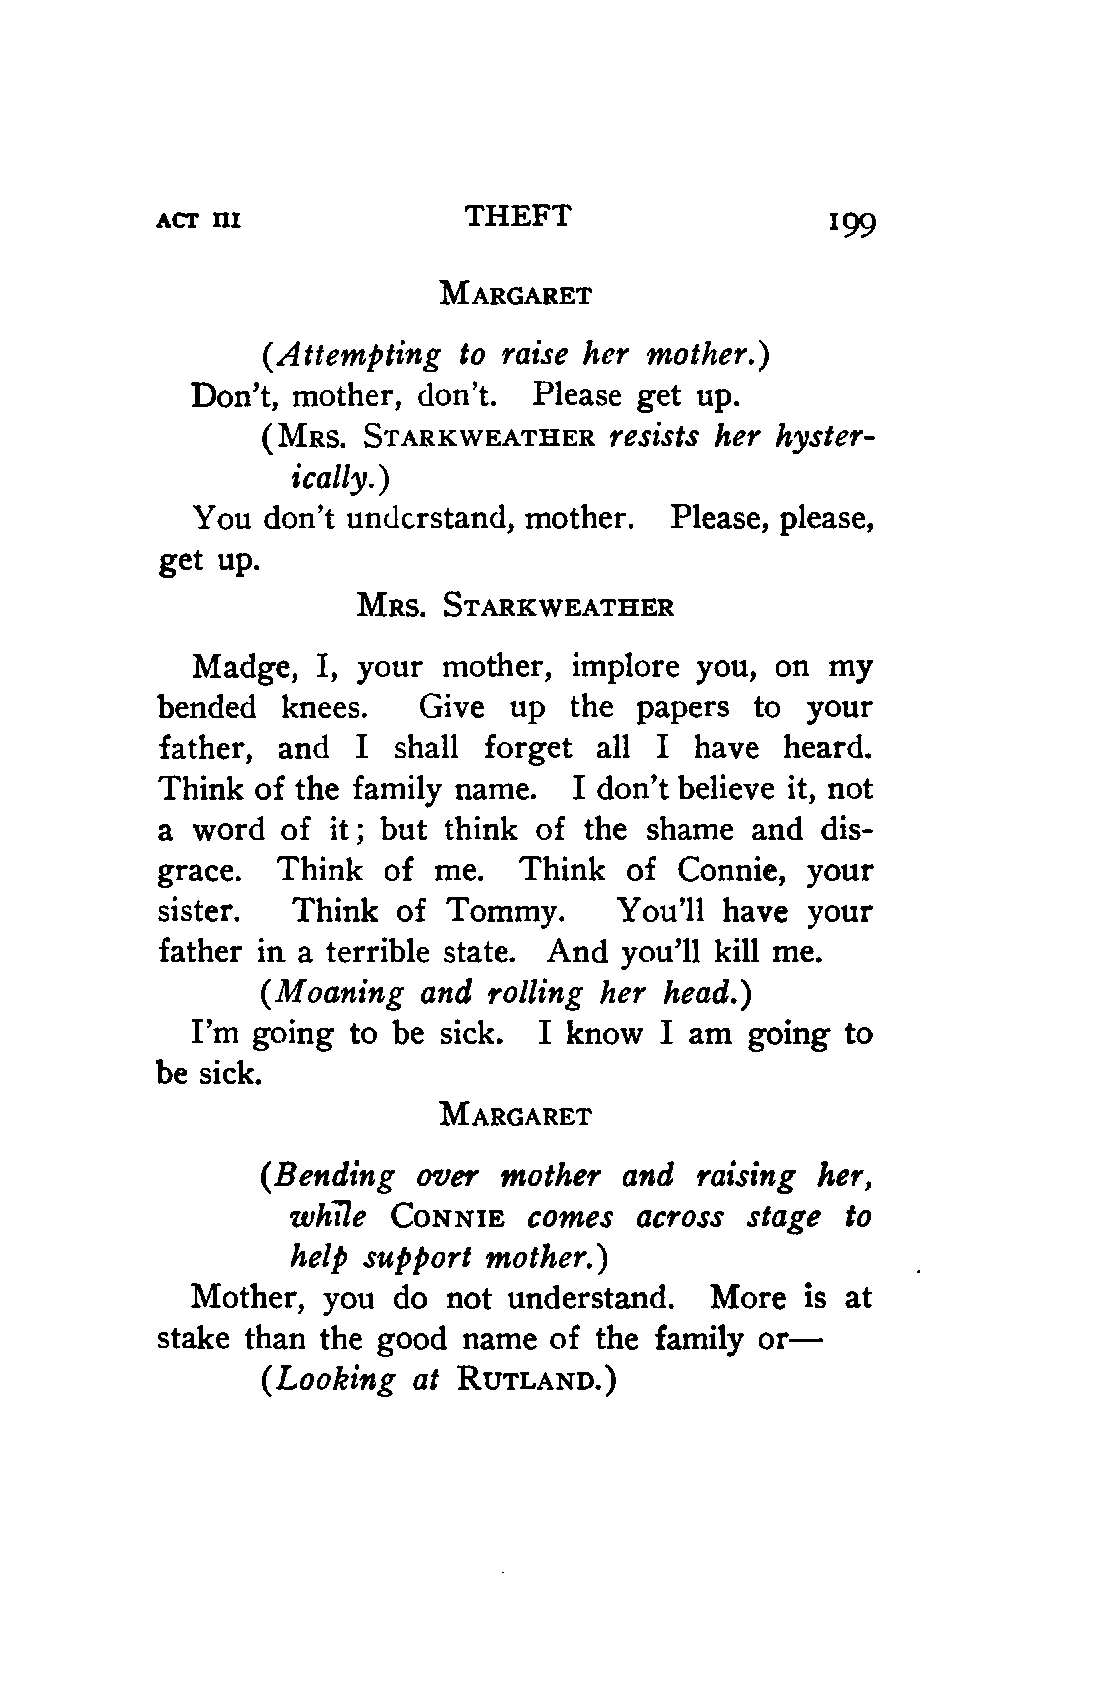 ACT III THEFT 199
MARGARET
(Attempting to raise her mother.)
Don't, mother, don't. Please get up.
(MRS. STARKWEATHER resists her hyster-
ically.)
You don't understand, mother. Please, please,
get up.
MRS. STARKWEATHER
Madge, I, your mother, implore you, on my
bended knees. Give up the papers to your
father, and I shall forget all I have heard.
Think of the family name. I don't believe it, not
a word of it; but think of the shame and dis-
grace. Think of me. Think of Connie, your
sister. Think of Tommy. You'll have your
father in a terrible state. And you'll kill me.
(Moaning and rolling her head.)
I'm going to be sick. I know I am going to
be sick.
MARGARET
(Bending over mother and raising her,
while CONNIE comes across stage to
help support mother.)
Mother, you do not understand. More is at
stake than the good name of the family or—
(Looking at RUTLAND.)